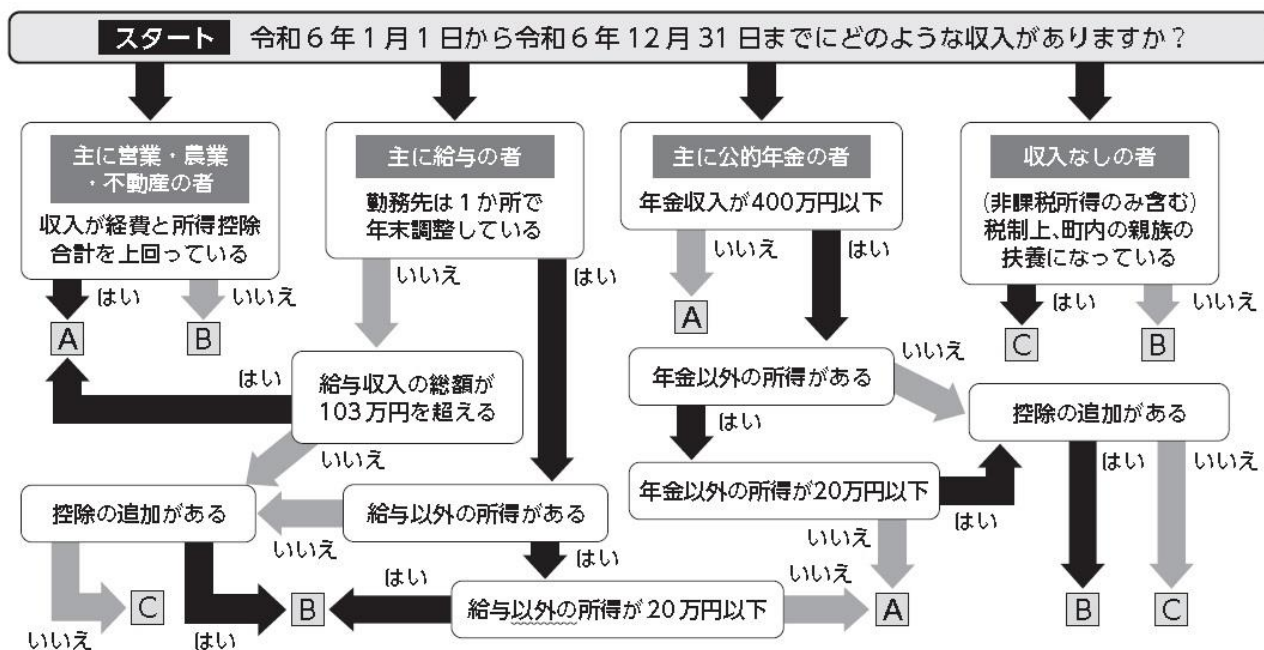 スタート 令和6年1月1日から令和6年12月31日までにどのような収入がありますか？
主に営業・農業
・不動産の者
収入が経費と所得控除
合計を上回っている
はい
いいえ
A
B
主に給与の者
勤務先は1か所で
年末調整している
いいえ
はい
主に公的年金の者
年金収入が400万円以下
いいえ
はい
A
収入なしの者
(非課税所得のみ含む)
税制上、町内の親族の
扶養になっている
はい
いいえ
C
B
はい
給与収入の総額が
103万円を超える
いいえ
年金以外の所得がある
いいえ
はい
控除の追加がある
はい
いいえ
控除の追加がある
給与以外の所得がある
いいえ
はい
年金以外の所得が20万円以下
はい
いいえ
いいえ
C
はい
B
はい
給与以外の所得が20万円以下
いいえ
A
B
C